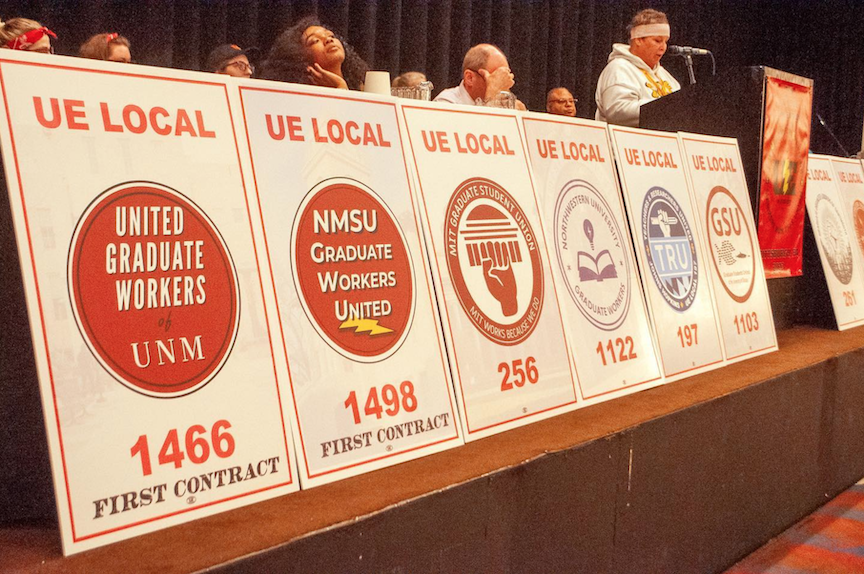 UE LOCAL
UNITED
GRADUATE
WORKERS
of
UNM
1466
FIRST CONTRACT
UE LOCAL
NMSU
GRADUATE
WORKERS
UNITED
1498
FIRST CONTRACT
UE LOCAL
MIT GRADUATE STUDENT UNION
MIT WORKS BECAUSE WE DO
256
UE LOCAL
NORTHWESTERN UNIVERSITY
GRADUATE WORKERS
1122
UE LOCAL
TRU
197
UE LOCAL
GSU
1103
UE LOCAL